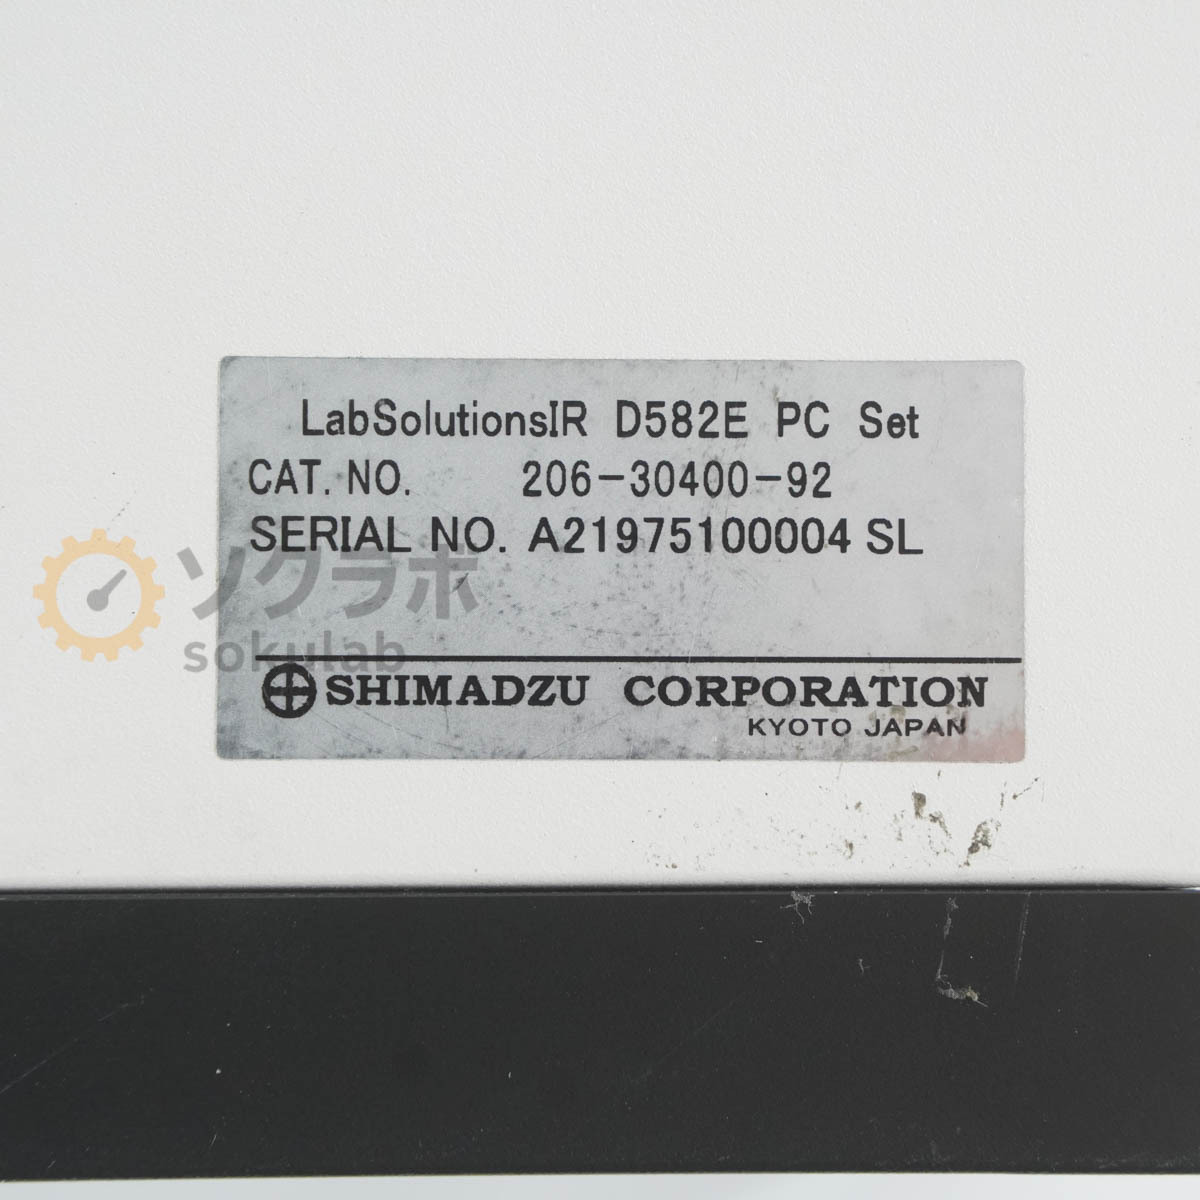 LabSolutionsIR D582E PC Set
CAT. NO. 206-30400-92
SERIAL NO. A21975100004 SL
ソクラボ
sokulab
SHIMADZU CORPORATION
KYOTO JAPAN